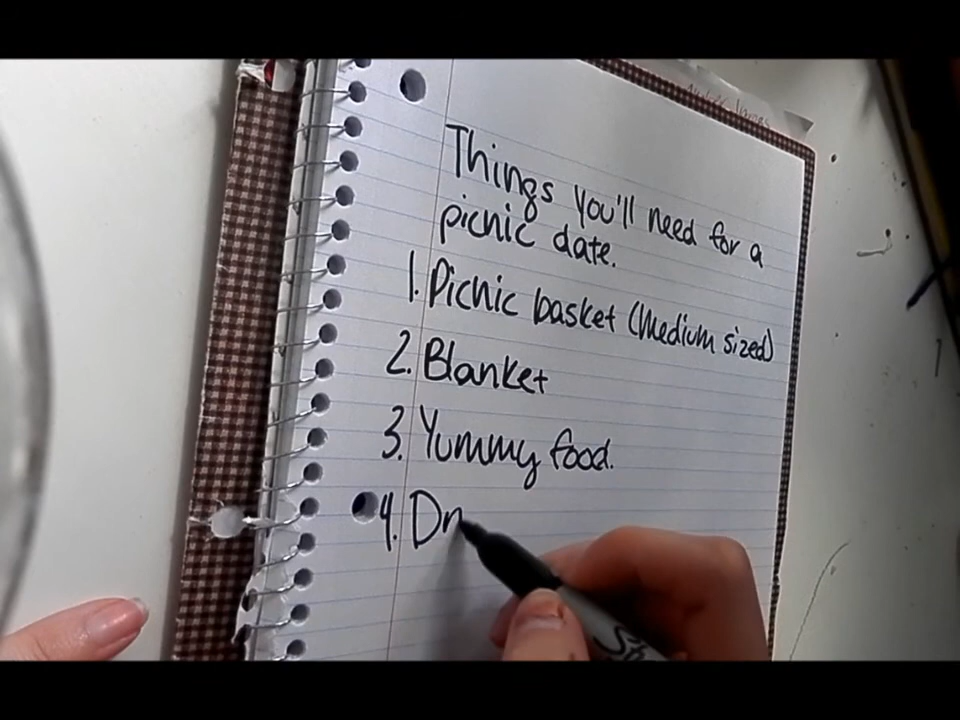 Things you'll need for a
picnic date.
1. Picnic basket (Medium sized)
2. Blanket
3. Yummy food.
4. Dr